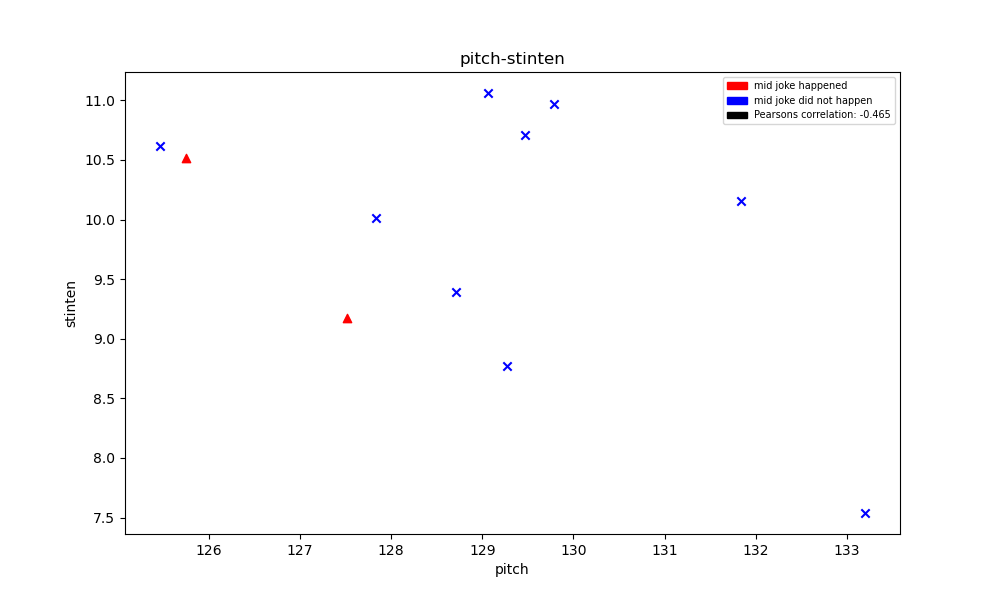 pitch-stinten
mid joke happened
mid joke did not happen
Pearsons correlation: -0.465
11.0
10.5
10.0
9.5
9.0
8.5
8.0
7.5
stinten
126 127 128 129 130 131 132 133
pitch